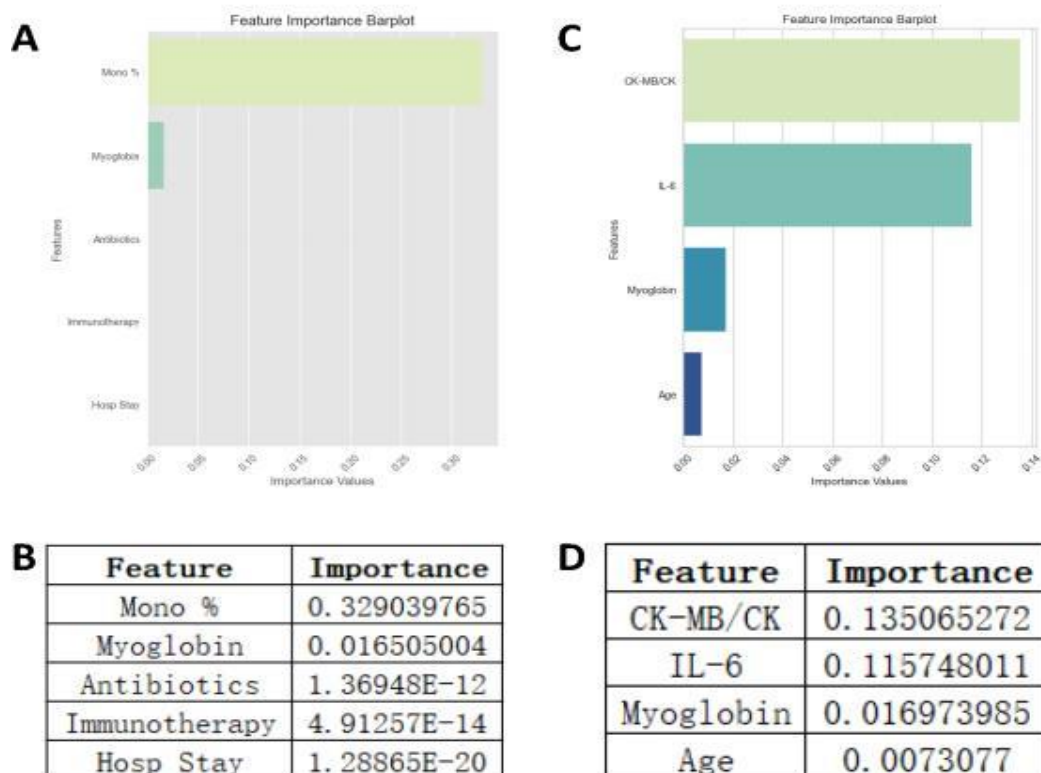 A
Feature Importance Barplot
Features
Mono %
Myoglobin
Antibiotics
Immunotherapy
Hosp Stay
0.00 0.05 0.10 0.15 0.20 0.25 0.30
Importance Values
C
Feature Importance Barplot
Features
CK-MB/CK
IL-6
Myoglobin
Age
0.00 0.02 0.04 0.06 0.08 0.10 0.12 0.14
Importance Values
B
Feature Importance
Mono % 0.329039765
Myoglobin 0.016505004
Antibiotics 1.36948E-12
Immunotherapy 4.91257E-14
Hosp Stay 1.28865E-20
D
Feature Importance
CK-MB/CK 0.135065272
IL-6 0.115748011
Myoglobin 0.016973985
Age 0.0073077